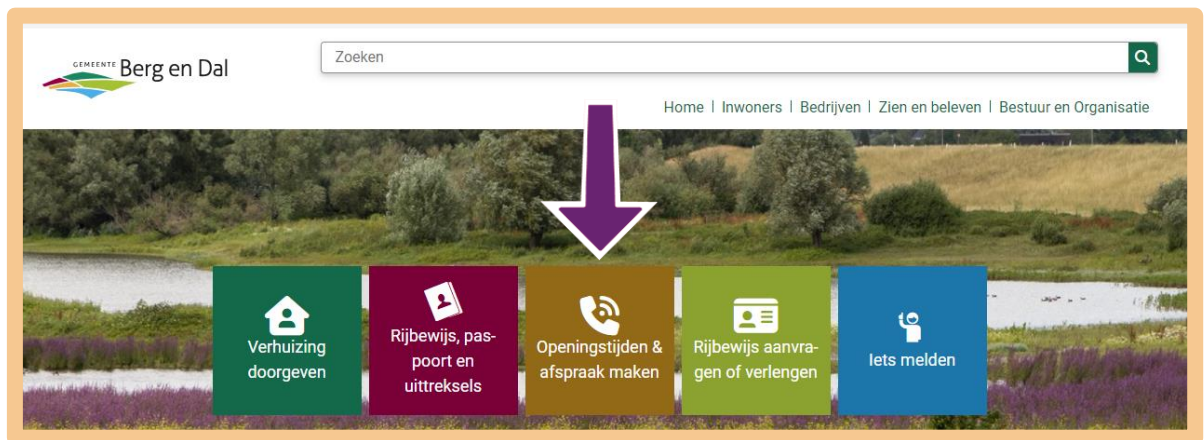 GEMEENTE Berg en Dal
Zoeken
Home | Inwoners | Bedrijven | Zien en beleven | Bestuur en Organisatie
Verhuizing
doorgeven
Rijbewijs, pas-
poort en
uittreksels
Openingstijden &
afspraak maken
Rijbewijs aanvra-
gen of verlengen
Iets melden